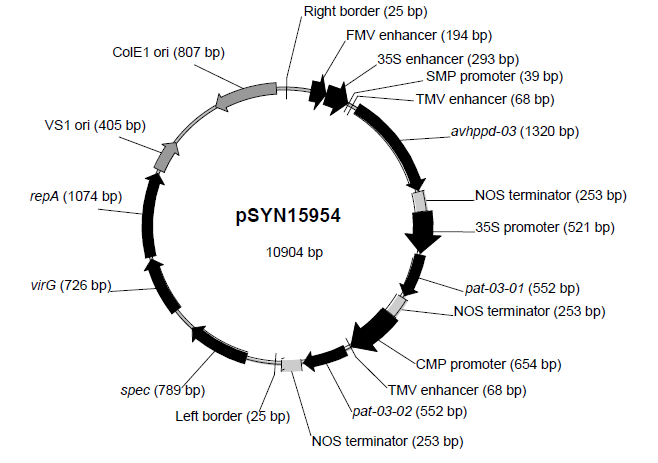 Right border (25 bp)
FMV enhancer (194 bp)
35S enhancer (293 bp)
SMP promoter (39 bp)
TMV enhancer (68 bp)
avhppd-03 (1320 bp)
NOS terminator (253 bp)
35S promoter (521 bp)
pat-03-01 (552 bp)
NOS terminator (253 bp)
CMP promoter (654 bp)
TMV enhancer (68 bp)
pat-03-02 (552 bp)
NOS terminator (253 bp)
Left border (25 bp)
spec (789 bp)
virG (726 bp)
repA (1074 bp)
VS1 ori (405 bp)
ColE1 ori (807 bp)
pSYN15954
10904 bp